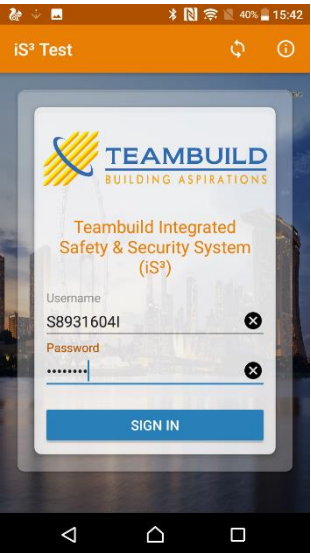 40% 15:42
iS³ Test
TEAMBUILD
BUILDING ASPIRATIONS
Teambuild Integrated
Safety & Security System
(iS³)
Username
S8931604I
Password
••••••••
SIGN IN